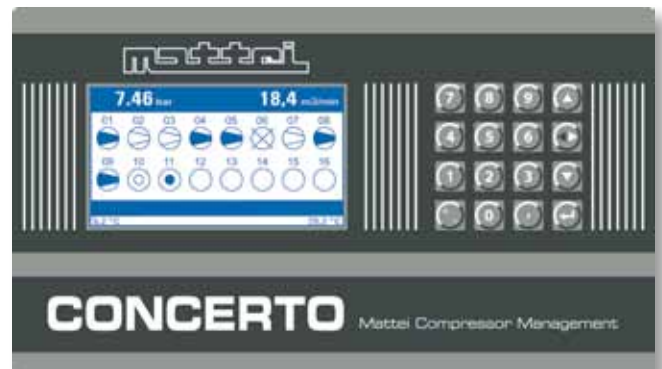 mattei
7.46 bar 18,4 m3/min
01 02 03 04 05 06 07 08
09 10 11 12 13 14 15 16
7 8 9
4 5 6
1 2 3
0
CONCERTO Mattei Compressor Management